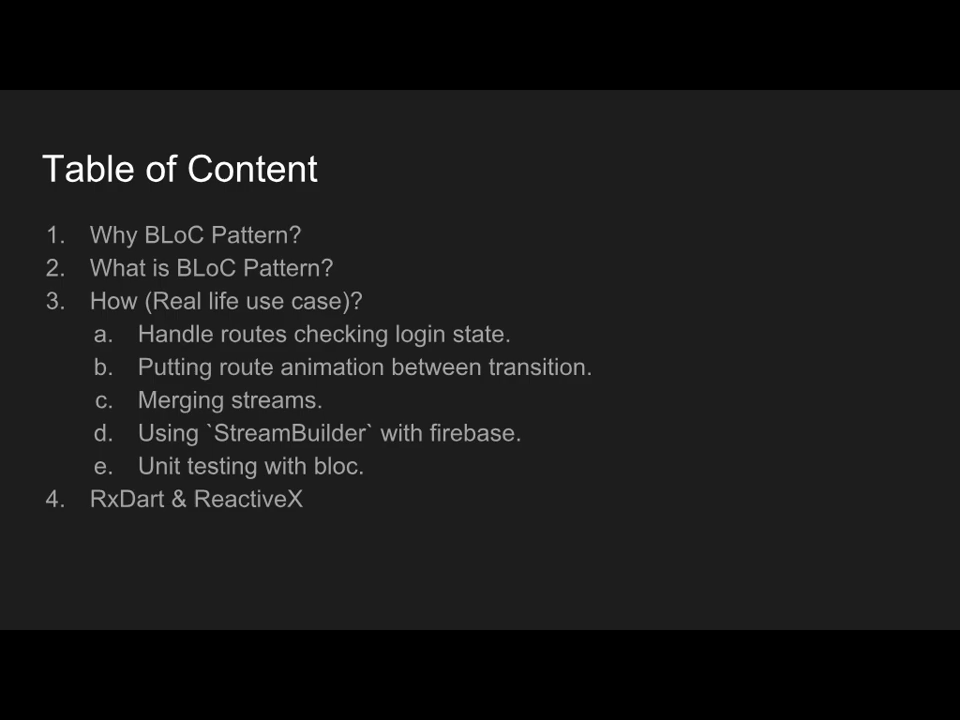 Table of Content
1. Why BLoC Pattern?
2. What is BLoC Pattern?
3. How (Real life use case)?
a. Handle routes checking login state.
b. Putting route animation between transition.
c. Merging streams.
d. Using `StreamBuilder` with firebase.
e. Unit testing with bloc.
4. RxDart & ReactiveX